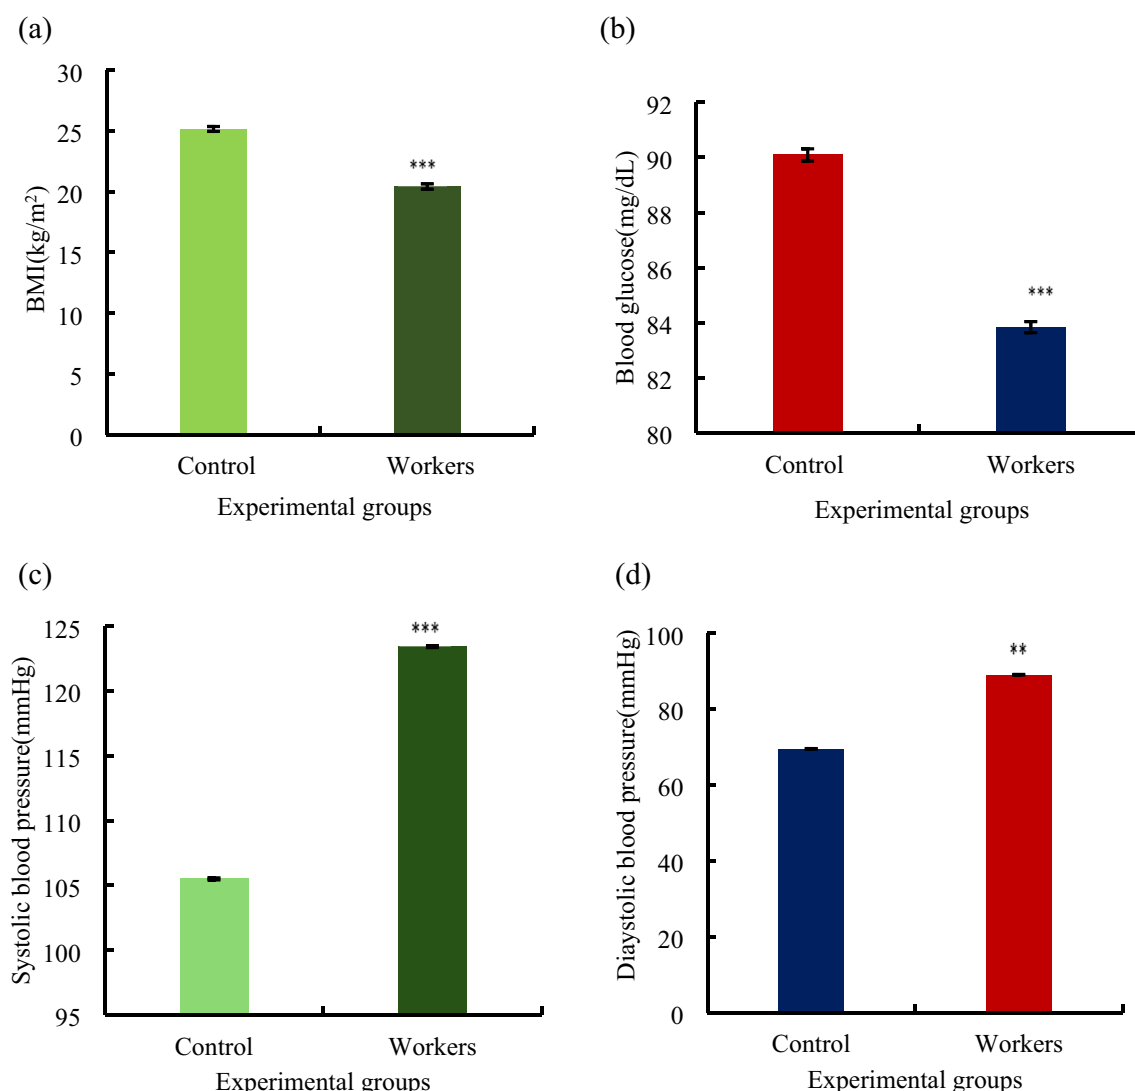 (a)
BMI(kg/m²)
30
25
20
15
10
5
0
***
Control
Workers
Experimental groups
(b)
Blood glucose(mg/dL)
92
90
88
86
84
82
80
***
Control
Workers
Experimental groups
(c)
Systolic blood pressure(mmHg)
125
120
115
110
105
100
95
***
Control
Workers
Experimental groups
(d)
Diaystolic blood pressure(mmHg)
100
80
60
40
20
0
**
Control
Workers
Experimental groups